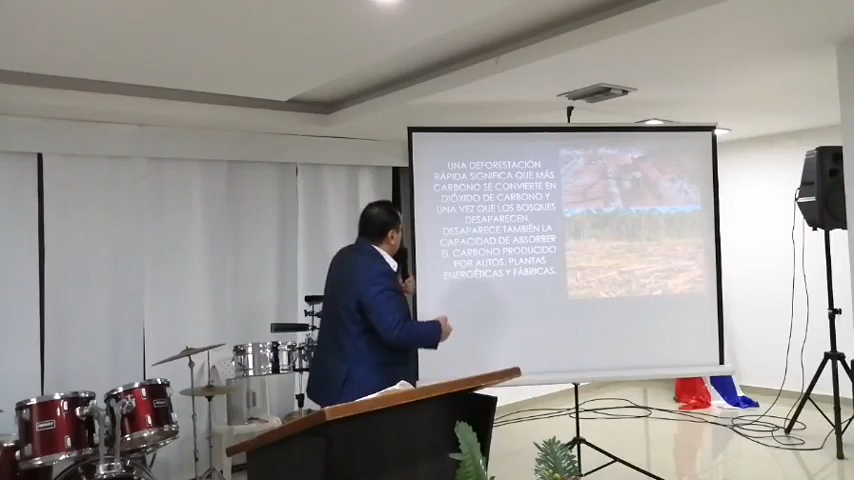 UNA DEFORESTACIÓN
RÁPIDA SIGNIFICA QUE MÁS
CARBONO SE CONVIERTE EN
DIÓXIDO DE CARBONO Y
UNA VEZ QUE LOS BOSQUES
DESAPARECEN,
DESAPARECE TAMBIÉN LA
CAPACIDAD DE ABSORBER
EL CARBONO PRODUCIDO
POR AUTOS, PLANTAS
ENERGÉTICAS Y FÁBRICAS.